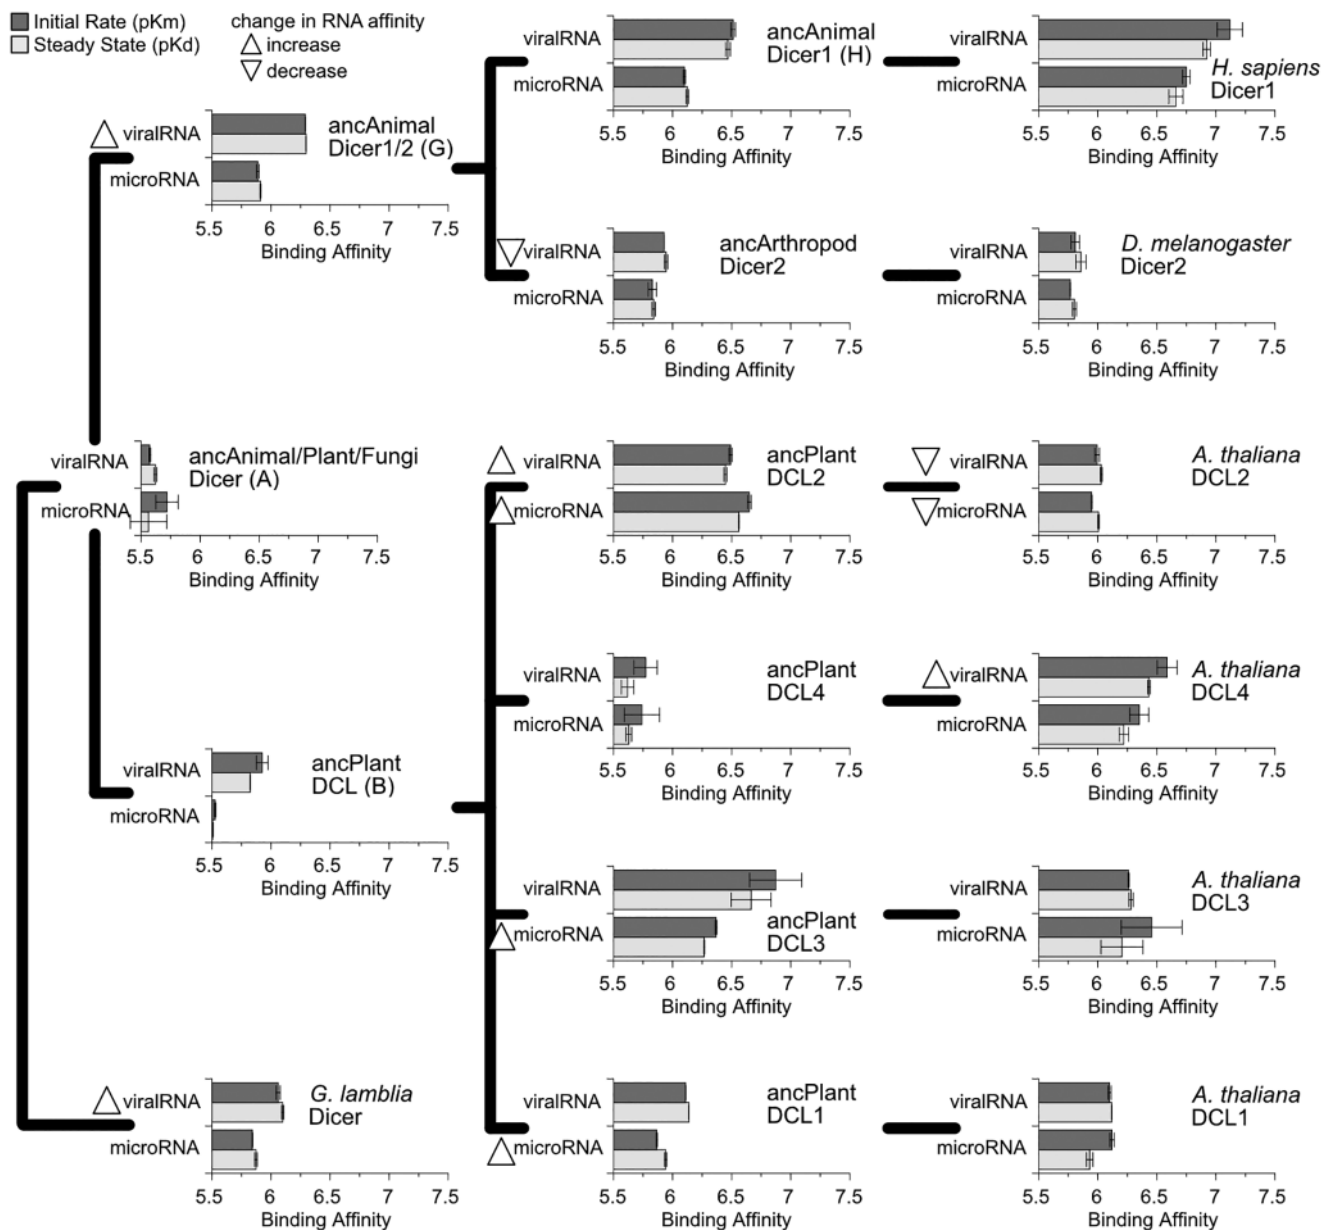 Initial Rate (pKm)
Steady State (pKd)
change in RNA affinity
increase
decrease
viralRNA
microRNA
ancAnimal
Dicer1 (H)
5.5 6 6.5 7 7.5
Binding Affinity
viralRNA
microRNA
H. sapiens
Dicer1
5.5 6 6.5 7 7.5
Binding Affinity
viralRNA
microRNA
ancAnimal
Dicer1/2 (G)
5.5 6 6.5 7 7.5
Binding Affinity
viralRNA
microRNA
ancArthropod
Dicer2
5.5 6 6.5 7 7.5
Binding Affinity
viralRNA
microRNA
D. melanogaster
Dicer2
5.5 6 6.5 7 7.5
Binding Affinity
viralRNA
microRNA
ancAnimal/Plant/Fungi
Dicer (A)
5.5 6 6.5 7 7.5
Binding Affinity
viralRNA
microRNA
ancPlant
DCL2
5.5 6 6.5 7 7.5
Binding Affinity
viralRNA
microRNA
A. thaliana
DCL2
5.5 6 6.5 7 7.5
Binding Affinity
viralRNA
microRNA
ancPlant
DCL4
5.5 6 6.5 7 7.5
Binding Affinity
viralRNA
microRNA
A. thaliana
DCL4
5.5 6 6.5 7 7.5
Binding Affinity
viralRNA
microRNA
ancPlant
DCL (B)
5.5 6 6.5 7 7.5
Binding Affinity
viralRNA
microRNA
ancPlant
DCL3
5.5 6 6.5 7 7.5
Binding Affinity
viralRNA
microRNA
A. thaliana
DCL3
5.5 6 6.5 7 7.5
Binding Affinity
viralRNA
microRNA
G. lamblia
Dicer
5.5 6 6.5 7 7.5
Binding Affinity
viralRNA
microRNA
ancPlant
DCL1
5.5 6 6.5 7 7.5
Binding Affinity
viralRNA
microRNA
A. thaliana
DCL1
5.5 6 6.5 7 7.5
Binding Affinity